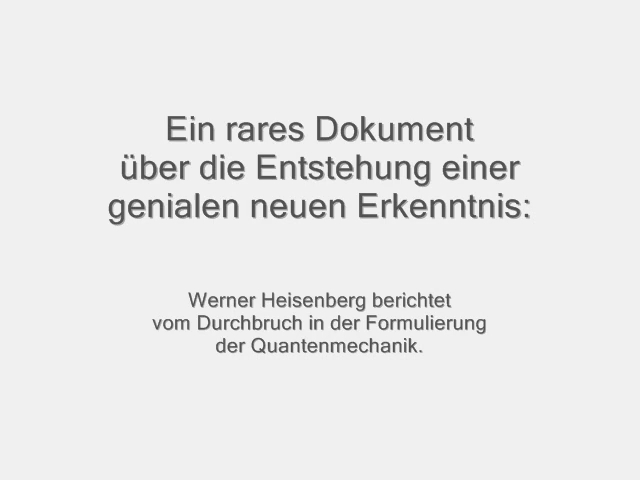 Ein rares Dokument
über die Entstehung einer
genialen neuen Erkenntnis:
Werner Heisenberg berichtet
vom Durchbruch in der Formulierung
der Quantenmechanik.